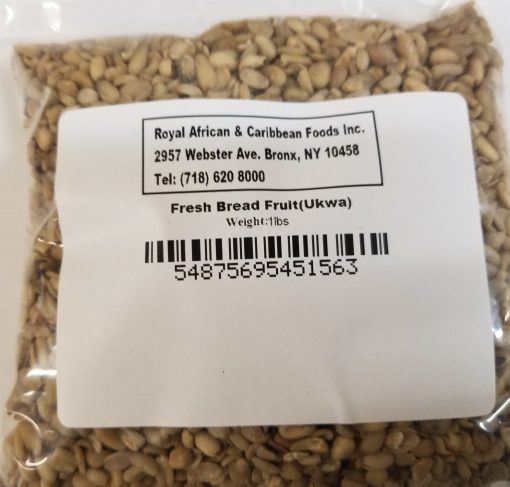 Royal African & Caribbean Foods Inc.
2957 Webster Ave. Bronx, NY 10458
Tel: (718) 620 8000
Fresh Bread Fruit(Ukwa)
Weight:1lbs
54875695451563